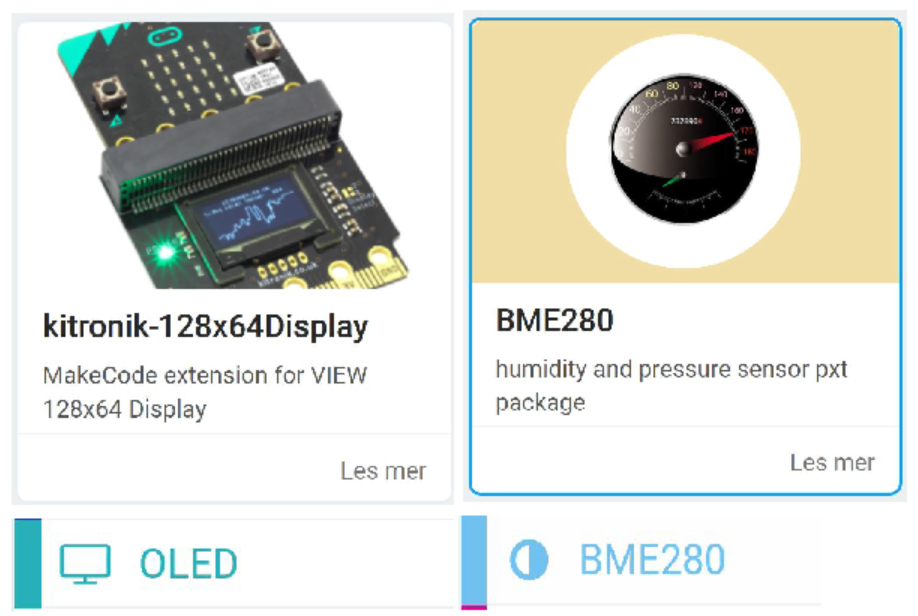 kitronik-128x64Display
MakeCode extension for VIEW
128x64 Display
Les mer
BME280
humidity and pressure sensor pxt
package
Les mer
OLED
BME280